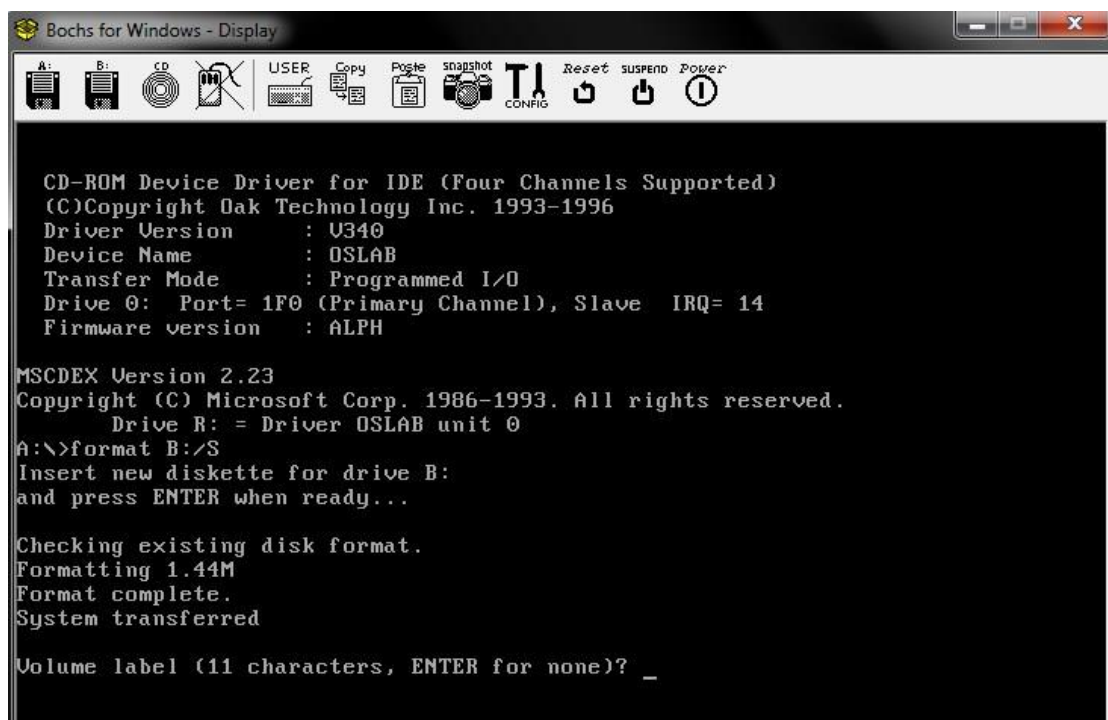 Bochs for Windows - Display
A: B: CD USER Copy Paste snapshot CONFIG Reset SUSPEND Power
CD-ROM Device Driver for IDE (Four Channels Supported)
(C)Copyright Oak Technology Inc. 1993-1996
Driver Version : V340
Device Name : OSLAB
Transfer Mode : Programmed I/O
Drive 0: Port= 1F0 (Primary Channel), Slave IRQ= 14
Firmware version : ALPH
MSCDEX Version 2.23
Copyright (C) Microsoft Corp. 1986-1993. All rights reserved.
Drive R: = Driver OSLAB unit 0
A:\>format B:/S
Insert new diskette for drive B:
and press ENTER when ready...
Checking existing disk format.
Formatting 1.44M
Format complete.
System transferred
Volume label (11 characters, ENTER for none)? _